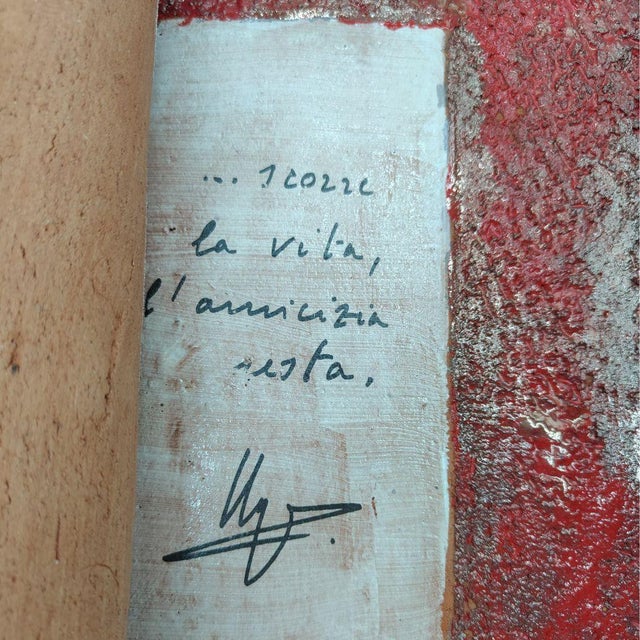 ... scorre
la vita,
l'amicizia
resta.